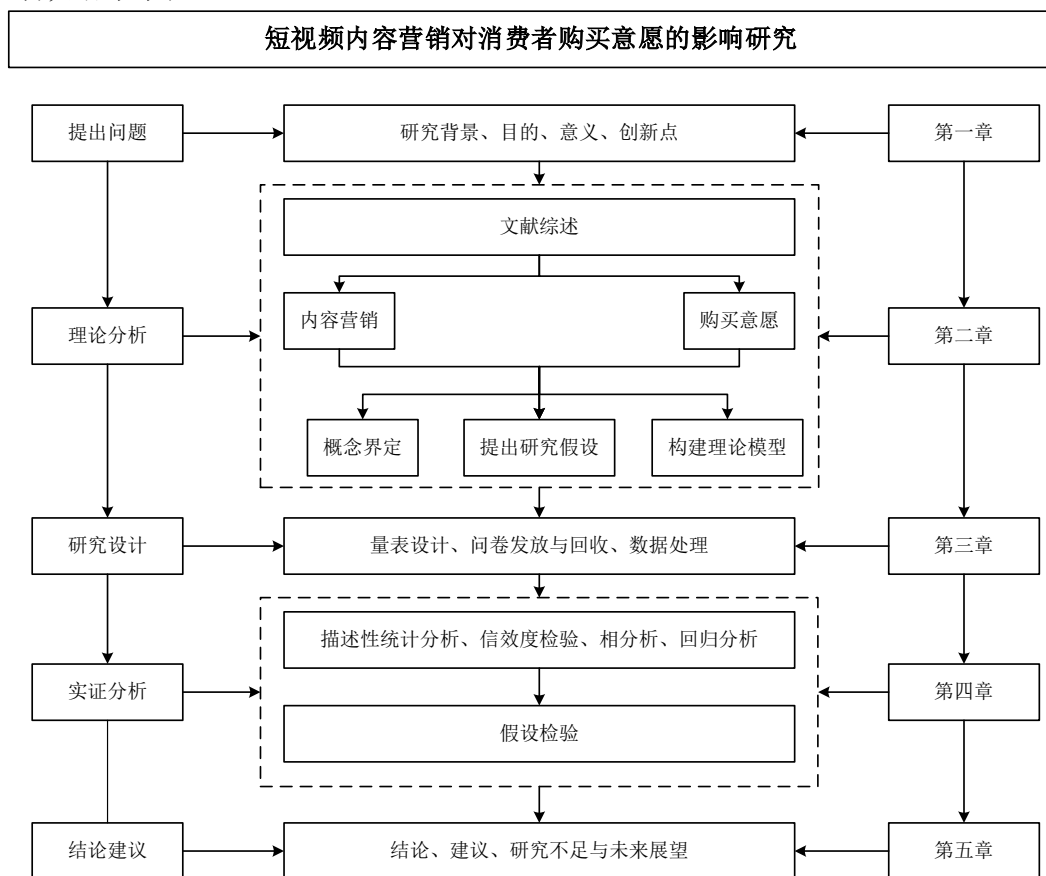 短视频内容营销对消费者购买意愿的影响研究
提出问题
研究背景、目的、意义、创新点
第一章
文献综述
内容营销
购买意愿
理论分析
第二章
概念界定
提出研究假设
构建理论模型
研究设计
量表设计、问卷发放与回收、数据处理
第三章
描述性统计分析、信效度检验、相分析、回归分析
实证分析
第四章
假设检验
结论建议
结论、建议、研究不足与未来展望
第五章